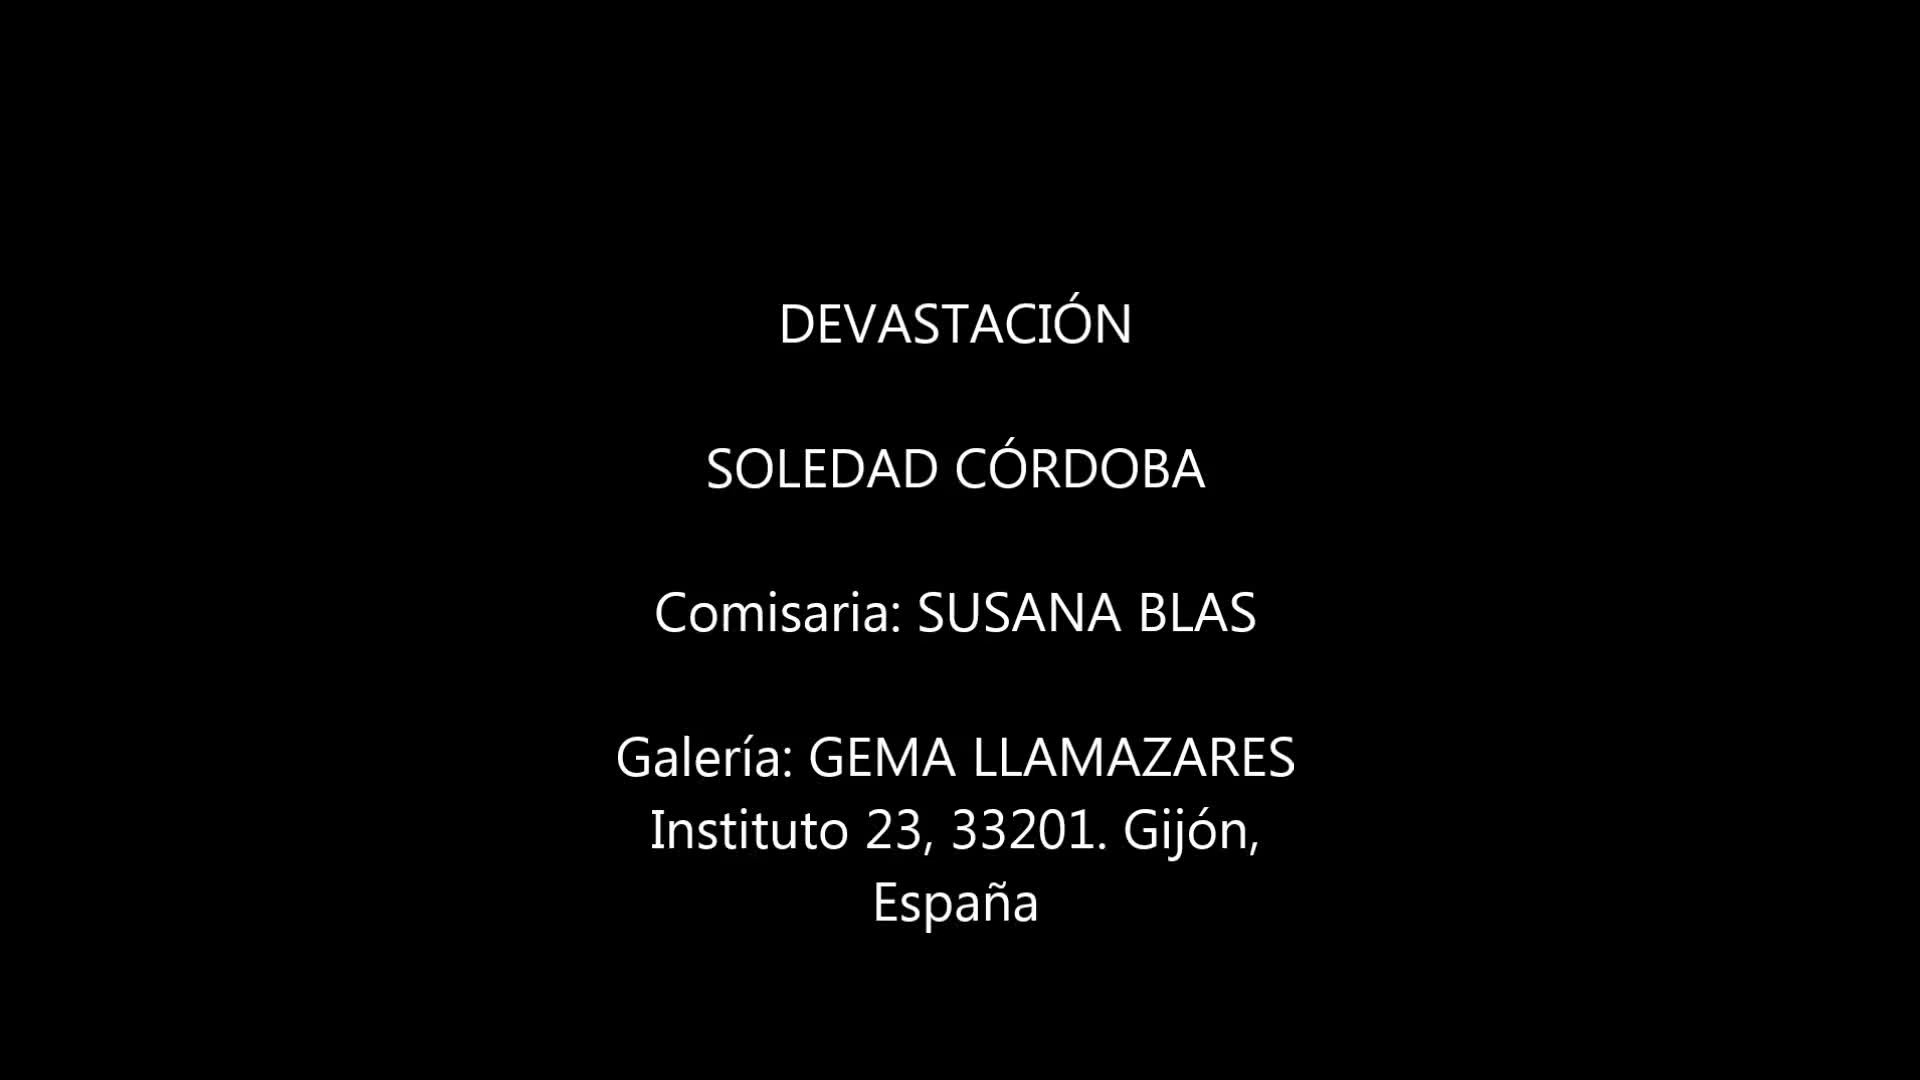 DEVASTACIÓN
SOLEDAD CÓRDOBA
Comisaria: SUSANA BLAS
Galería: GEMA LLAMAZARES
Instituto 23, 33201. Gijón,
España